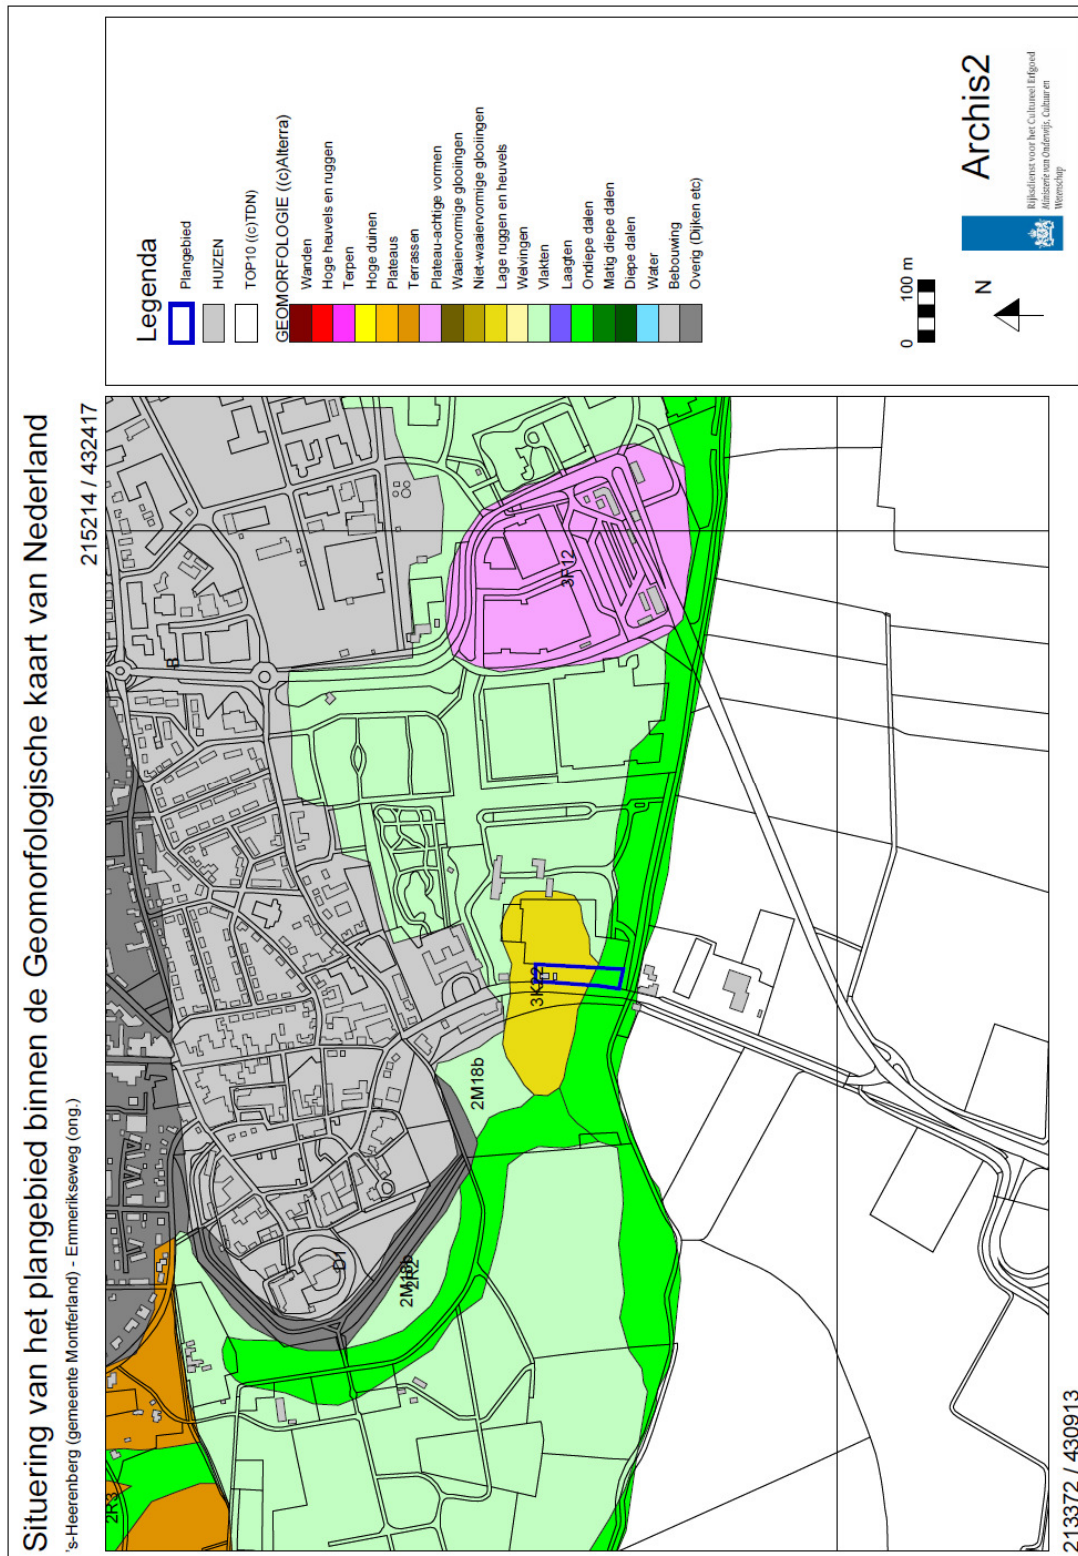 Situering van het plangebied binnen de Geomorfologische kaart van Nederland
's-Heerenberg (gemeente Montferland) - Emmerikseweg (ong.)
215214 / 432417
Legenda
Plangebied
HUIZEN
TOP10 ((c)TDN)
GEOMORFOLOGIE ((c)Alterra)
Wanden
Hoge heuvels en ruggen
Terpen
Hoge duinen
Plateaus
Terrassen
Plateau-achtige vormen
Waaiervormige glooiingen
Niet-waaiervormige glooiingen
Lage ruggen en heuvels
Welvingen
Vlakten
Laagten
Ondiepe dalen
Matig diepe dalen
Diepe dalen
Water
Bebouwing
Overig (Dijken etc)
0 100 m
N
Archis2
Rijksdienst voor het Cultureel Erfgoed
Ministerie van Onderwijs, Cultuur en
Wetenschap
2R3
D1
2M18b
2R2
2M18b
B
3F12
213372 / 430913